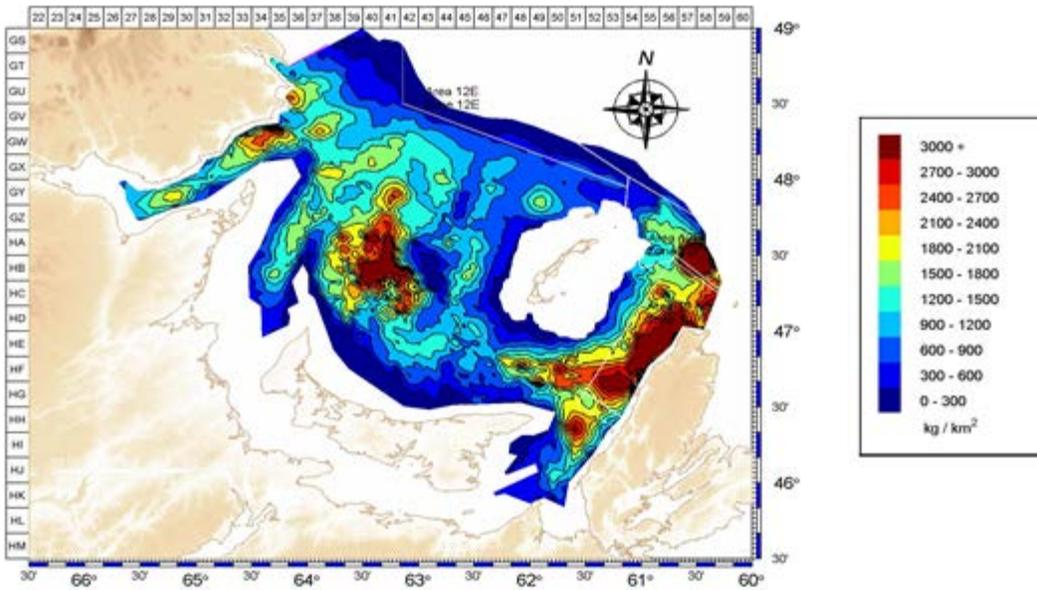 22 23 24 25 26 27 28 29 30 31 32 33 34 35 36 37 38 39 40 41 42 43 44 45 46 47 48 49 50 51 52 53 54 55 56 57 58 59 60
49°
GS
GT
GU
30'
GV
GW
GX
48°
GY
GZ
HA
30'
HB
HC
HD
47°
HE
HF
HG
30'
HH
HI
HJ
46°
HK
HL
HM
30'
30' 66° 30' 65° 30' 64° 30' 63° 30' 62° 30' 61° 30' 60°
12E
12E
N
3000 +
2700 - 3000
2400 - 2700
2100 - 2400
1800 - 2100
1500 - 1800
1200 - 1500
900 - 1200
600 - 900
300 - 600
0 - 300
kg / km²